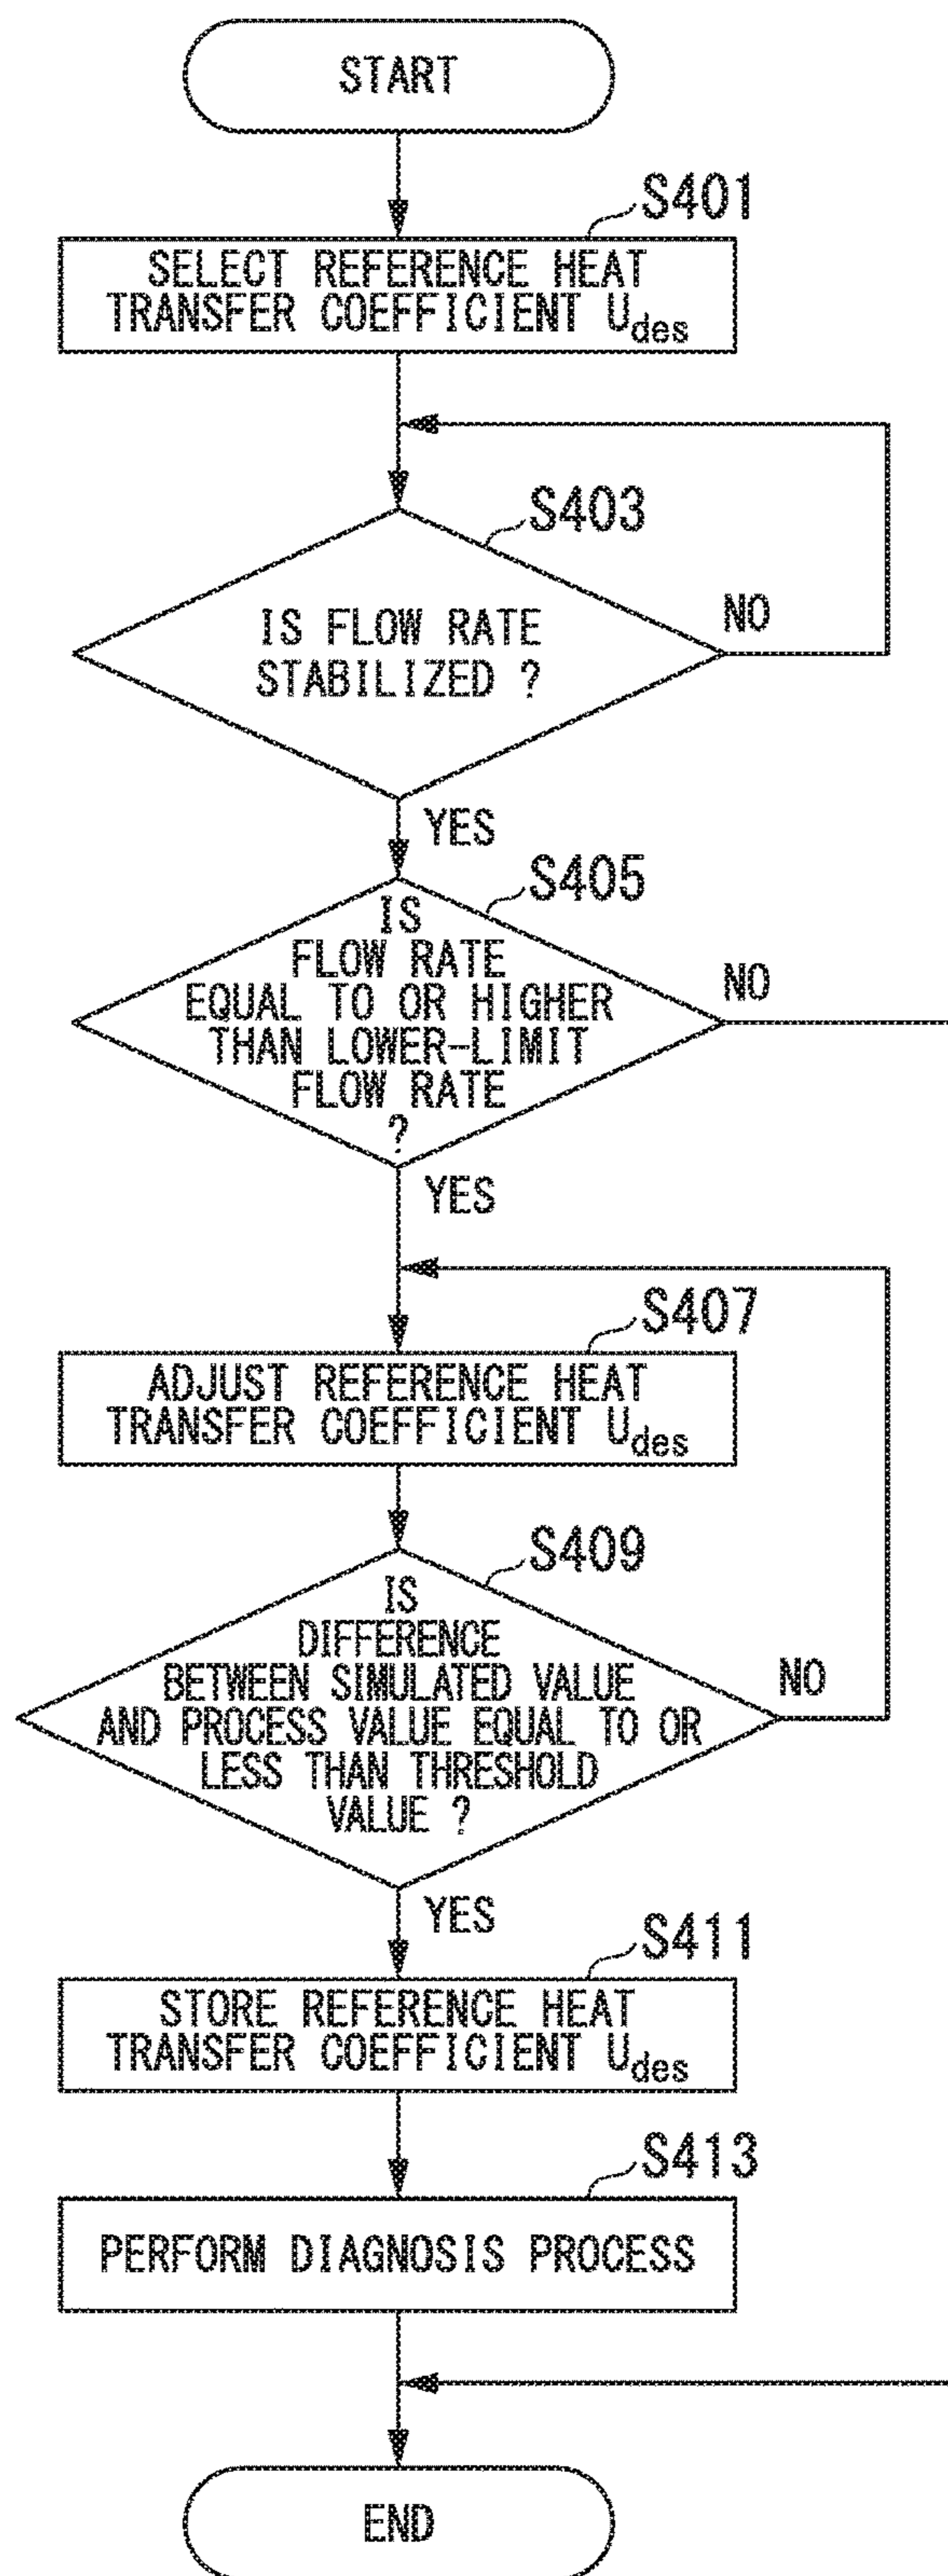 START
S401
SELECT REFERENCE HEAT
TRANSFER COEFFICIENT Udes
S403
IS FLOW RATE
STABILIZED ?
NO
YES
S405
IS
FLOW RATE
EQUAL TO OR HIGHER
THAN LOWER-LIMIT
FLOW RATE
?
NO
YES
S407
ADJUST REFERENCE HEAT
TRANSFER COEFFICIENT Udes
S409
IS
DIFFERENCE
BETWEEN SIMULATED VALUE
AND PROCESS VALUE EQUAL TO OR
LESS THAN THRESHOLD
VALUE ?
NO
YES
S411
STORE REFERENCE HEAT
TRANSFER COEFFICIENT Udes
S413
PERFORM DIAGNOSIS PROCESS
END